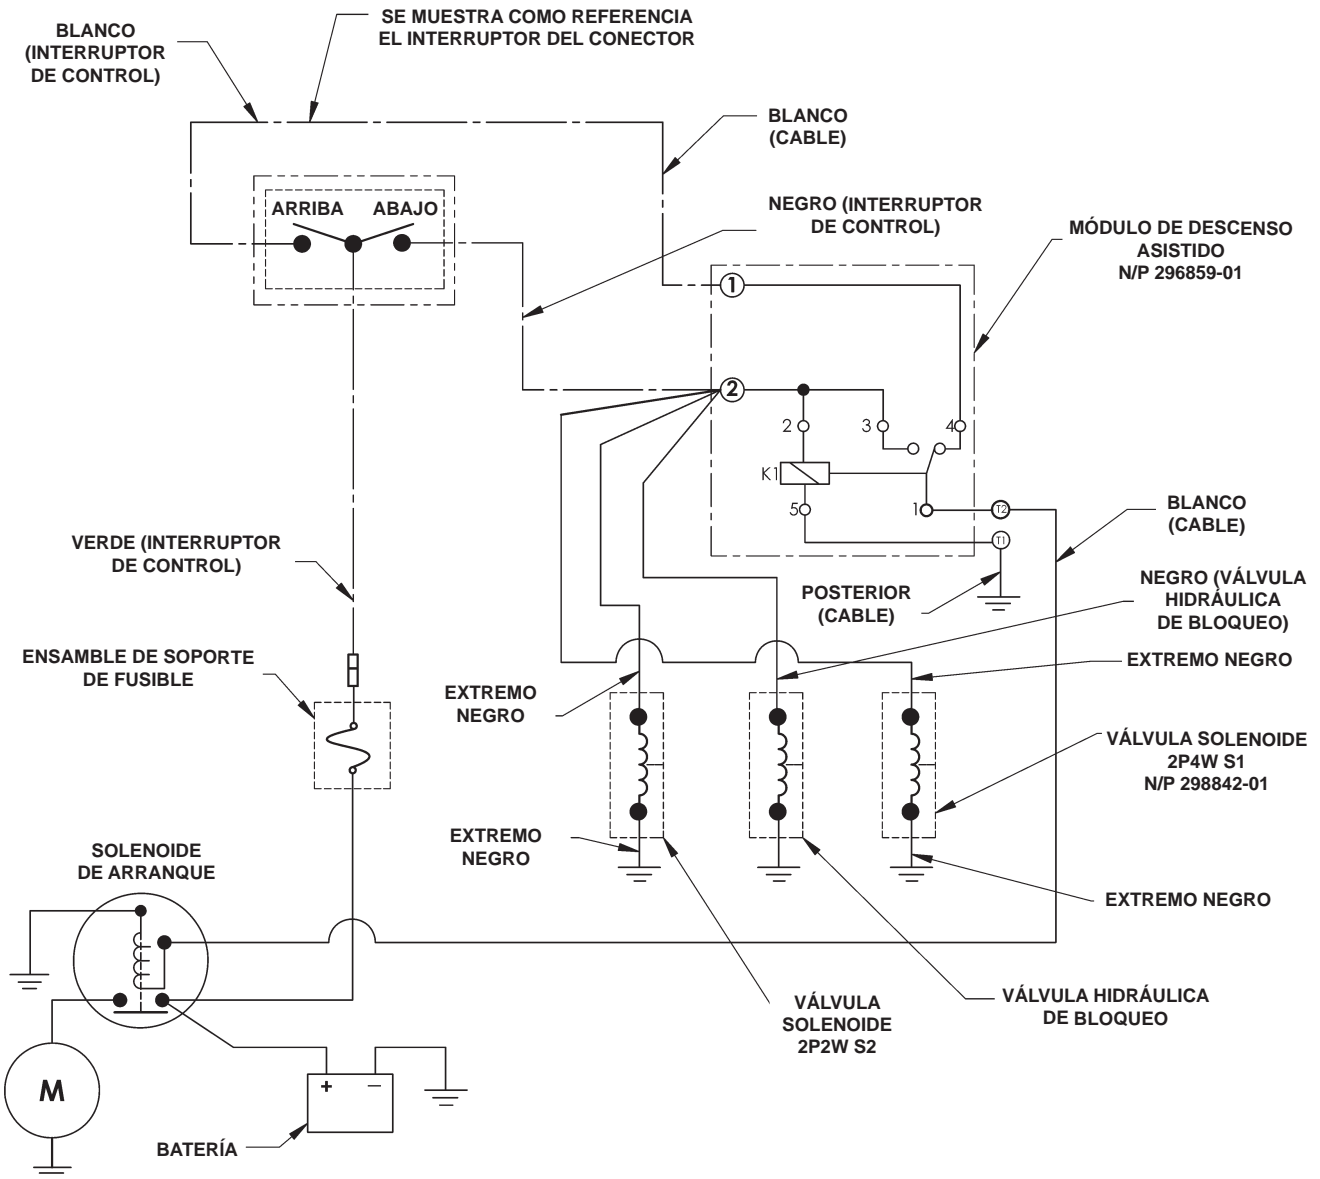 SE MUESTRA COMO REFERENCIA
EL INTERRUPTOR DEL CONECTOR
BLANCO
(INTERRUPTOR
DE CONTROL)
BLANCO
(CABLE)
ARRIBA
ABAJO
NEGRO (INTERRUPTOR
DE CONTROL)
MÓDULO DE DESCENSO
ASISTIDO
N/P 296859-01
1
2
2
3
4
K1
5
1
T2
T1
BLANCO
(CABLE)
VERDE (INTERRUPTOR
DE CONTROL)
POSTERIOR
(CABLE)
NEGRO (VÁLVULA
HIDRÁULICA
DE BLOQUEO)
ENSAMBLE DE SOPORTE
DE FUSIBLE
EXTREMO NEGRO
EXTREMO
NEGRO
VÁLVULA SOLENOIDE
2P4W S1
N/P 298842-01
EXTREMO
NEGRO
SOLENOIDE
DE ARRANQUE
EXTREMO NEGRO
VÁLVULA
SOLENOIDE
2P2W S2
VÁLVULA HIDRÁULICA
DE BLOQUEO
M
+ –
BATERÍA